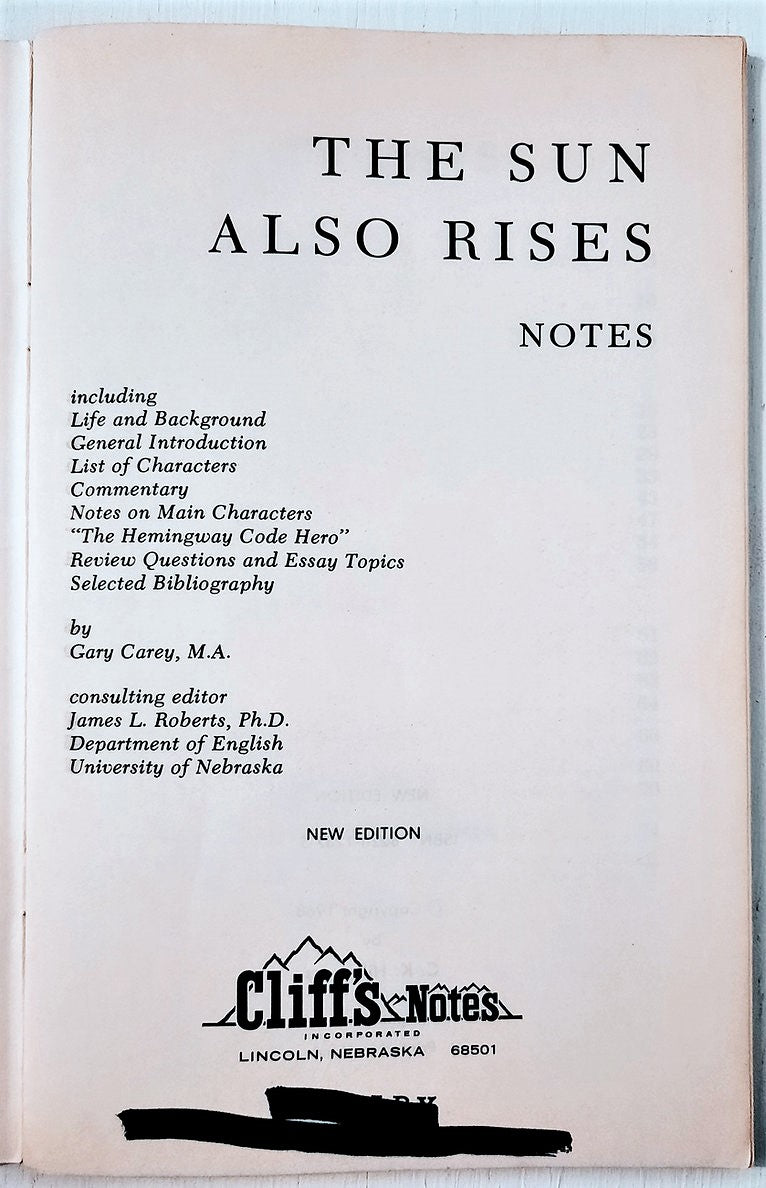 THE SUN
ALSO RISES
NOTES
including
Life and Background
General Introduction
List of Characters
Commentary
Notes on Main Characters
“The Hemingway Code Hero”
Review Questions and Essay Topics
Selected Bibliography
by
Gary Carey, M.A.
consulting editor
James L. Roberts, Ph.D.
Department of English
University of Nebraska
NEW EDITION
Cliff's Notes
INCORPORATED
LINCOLN, NEBRASKA 68501